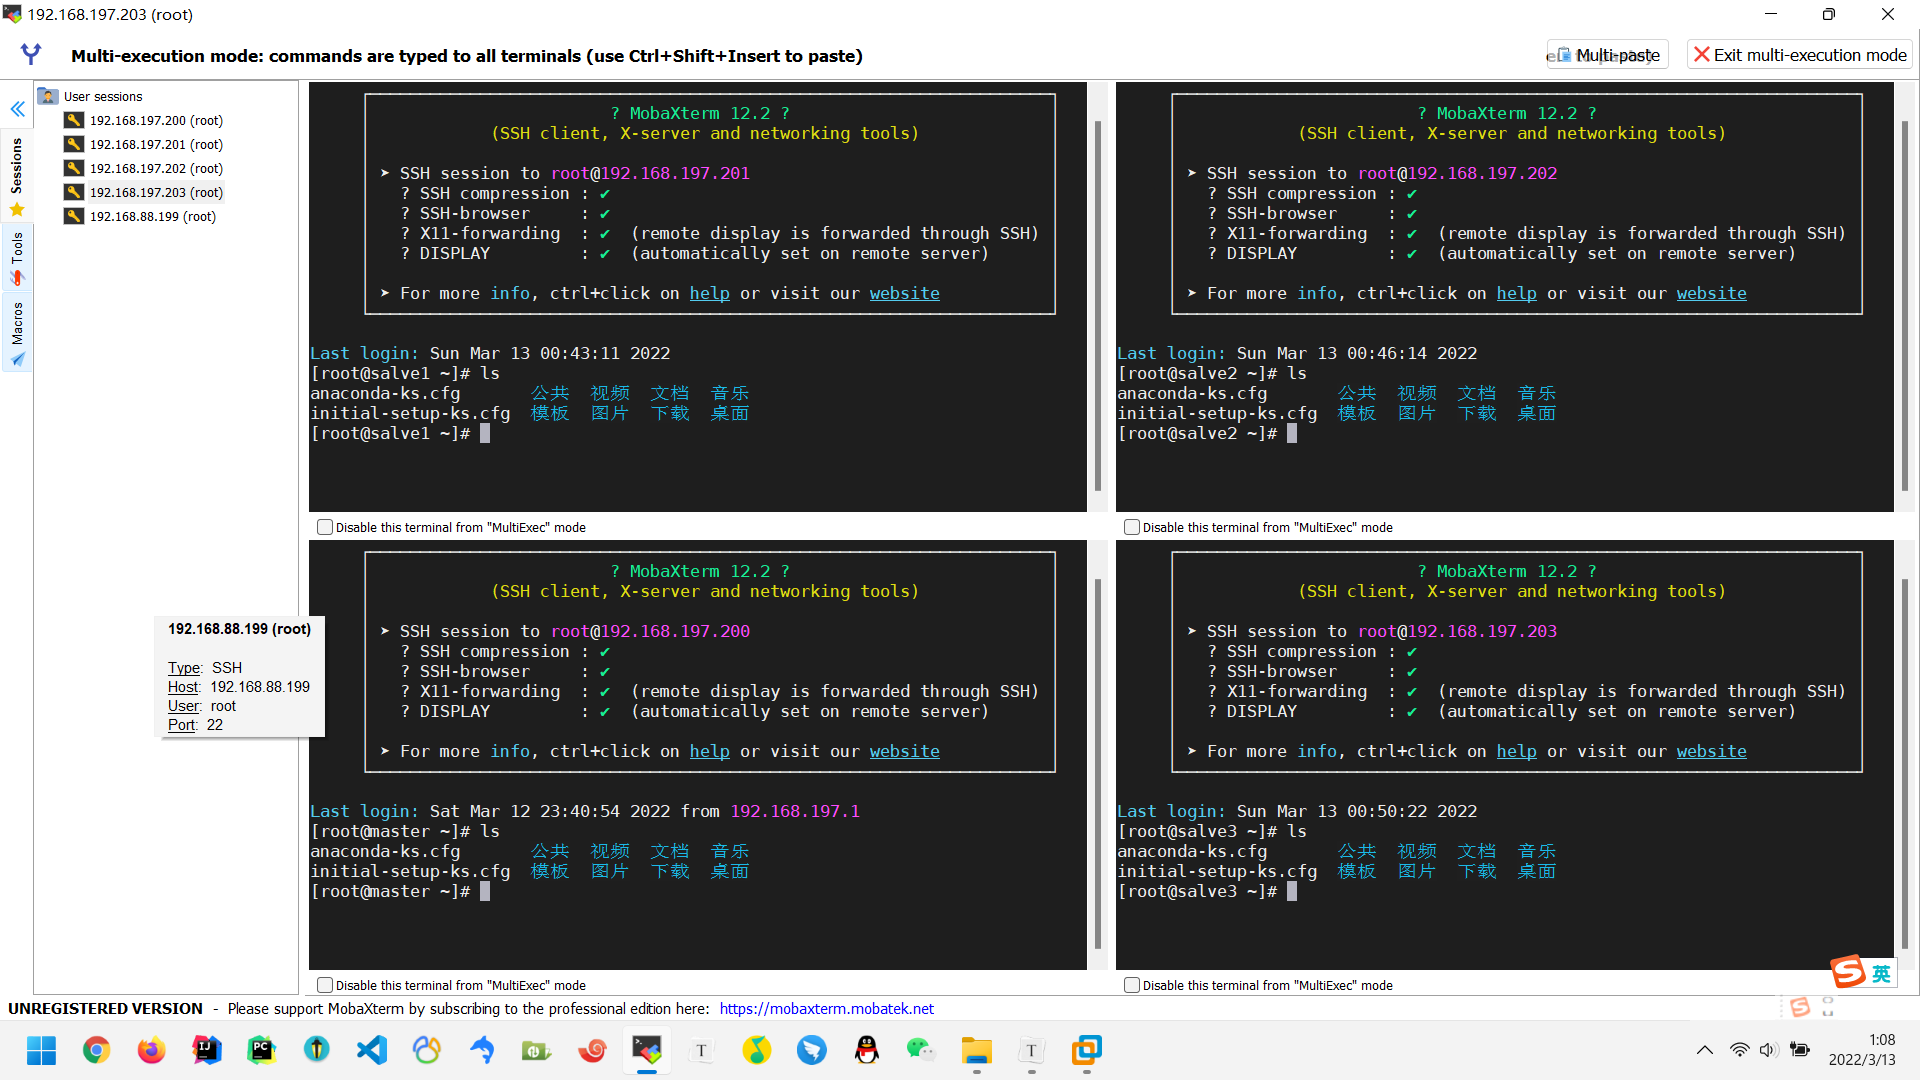 192.168.197.203 (root)
Multi-execution mode: commands are typed to all terminals (use Ctrl+Shift+Insert to paste)
Multi-paste
Exit multi-execution mode
User sessions
192.168.197.200 (root)
192.168.197.201 (root)
192.168.197.202 (root)
192.168.197.203 (root)
192.168.88.199 (root)
Sessions
Tools
Macros
? MobaXterm 12.2 ?
(SSH client, X-server and networking tools)
➤ SSH session to root@192.168.197.201
? SSH compression : ✔
? SSH-browser     : ✔
? X11-forwarding  : ✔  (remote display is forwarded through SSH)
? DISPLAY         : ✔  (automatically set on remote server)
➤ For more info, ctrl+click on help or visit our website
Last login: Sun Mar 13 00:43:11 2022
[root@salve1 ~]# ls
anaconda-ks.cfg       公共  视频  文档  音乐
initial-setup-ks.cfg  模板  图片  下载  桌面
[root@salve1 ~]#
Disable this terminal from "MultiExec" mode
? MobaXterm 12.2 ?
(SSH client, X-server and networking tools)
➤ SSH session to root@192.168.197.202
? SSH compression : ✔
? SSH-browser     : ✔
? X11-forwarding  : ✔  (remote display is forwarded through SSH)
? DISPLAY         : ✔  (automatically set on remote server)
➤ For more info, ctrl+click on help or visit our website
Last login: Sun Mar 13 00:46:14 2022
[root@salve2 ~]# ls
anaconda-ks.cfg       公共  视频  文档  音乐
initial-setup-ks.cfg  模板  图片  下载  桌面
[root@salve2 ~]#
Disable this terminal from "MultiExec" mode
192.168.88.199 (root)
Type: SSH
Host: 192.168.88.199
User: root
Port: 22
? MobaXterm 12.2 ?
(SSH client, X-server and networking tools)
➤ SSH session to root@192.168.197.200
? SSH compression : ✔
? SSH-browser     : ✔
? X11-forwarding  : ✔  (remote display is forwarded through SSH)
? DISPLAY         : ✔  (automatically set on remote server)
➤ For more info, ctrl+click on help or visit our website
Last login: Sat Mar 12 23:40:54 2022 from 192.168.197.1
[root@master ~]# ls
anaconda-ks.cfg       公共  视频  文档  音乐
initial-setup-ks.cfg  模板  图片  下载  桌面
[root@master ~]#
Disable this terminal from "MultiExec" mode
? MobaXterm 12.2 ?
(SSH client, X-server and networking tools)
➤ SSH session to root@192.168.197.203
? SSH compression : ✔
? SSH-browser     : ✔
? X11-forwarding  : ✔  (remote display is forwarded through SSH)
? DISPLAY         : ✔  (automatically set on remote server)
➤ For more info, ctrl+click on help or visit our website
Last login: Sun Mar 13 00:50:22 2022
[root@salve3 ~]# ls
anaconda-ks.cfg       公共  视频  文档  音乐
initial-setup-ks.cfg  模板  图片  下载  桌面
[root@salve3 ~]#
Disable this terminal from "MultiExec" mode
英
UNREGISTERED VERSION - Please support MobaXterm by subscribing to the professional edition here: https://mobaxterm.mobatek.net
1:08
2022/3/13